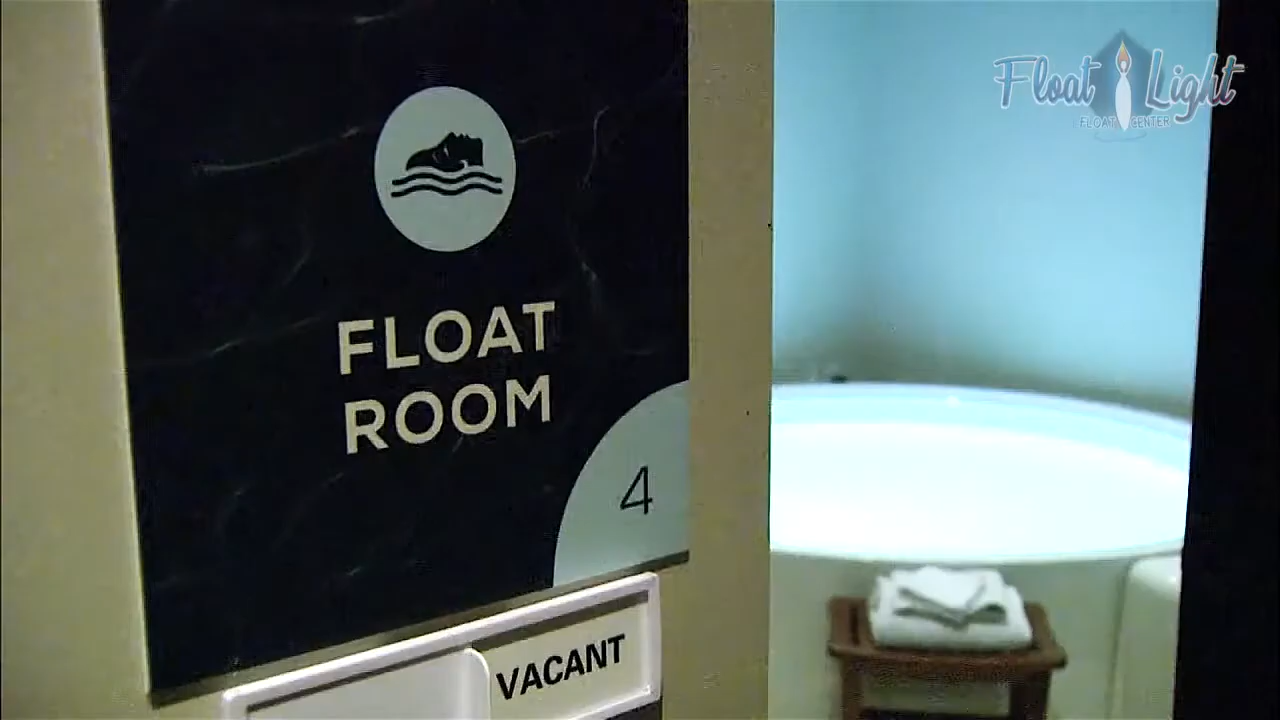 Float Light
FLOAT CENTER
FLOAT
ROOM
4
VACANT